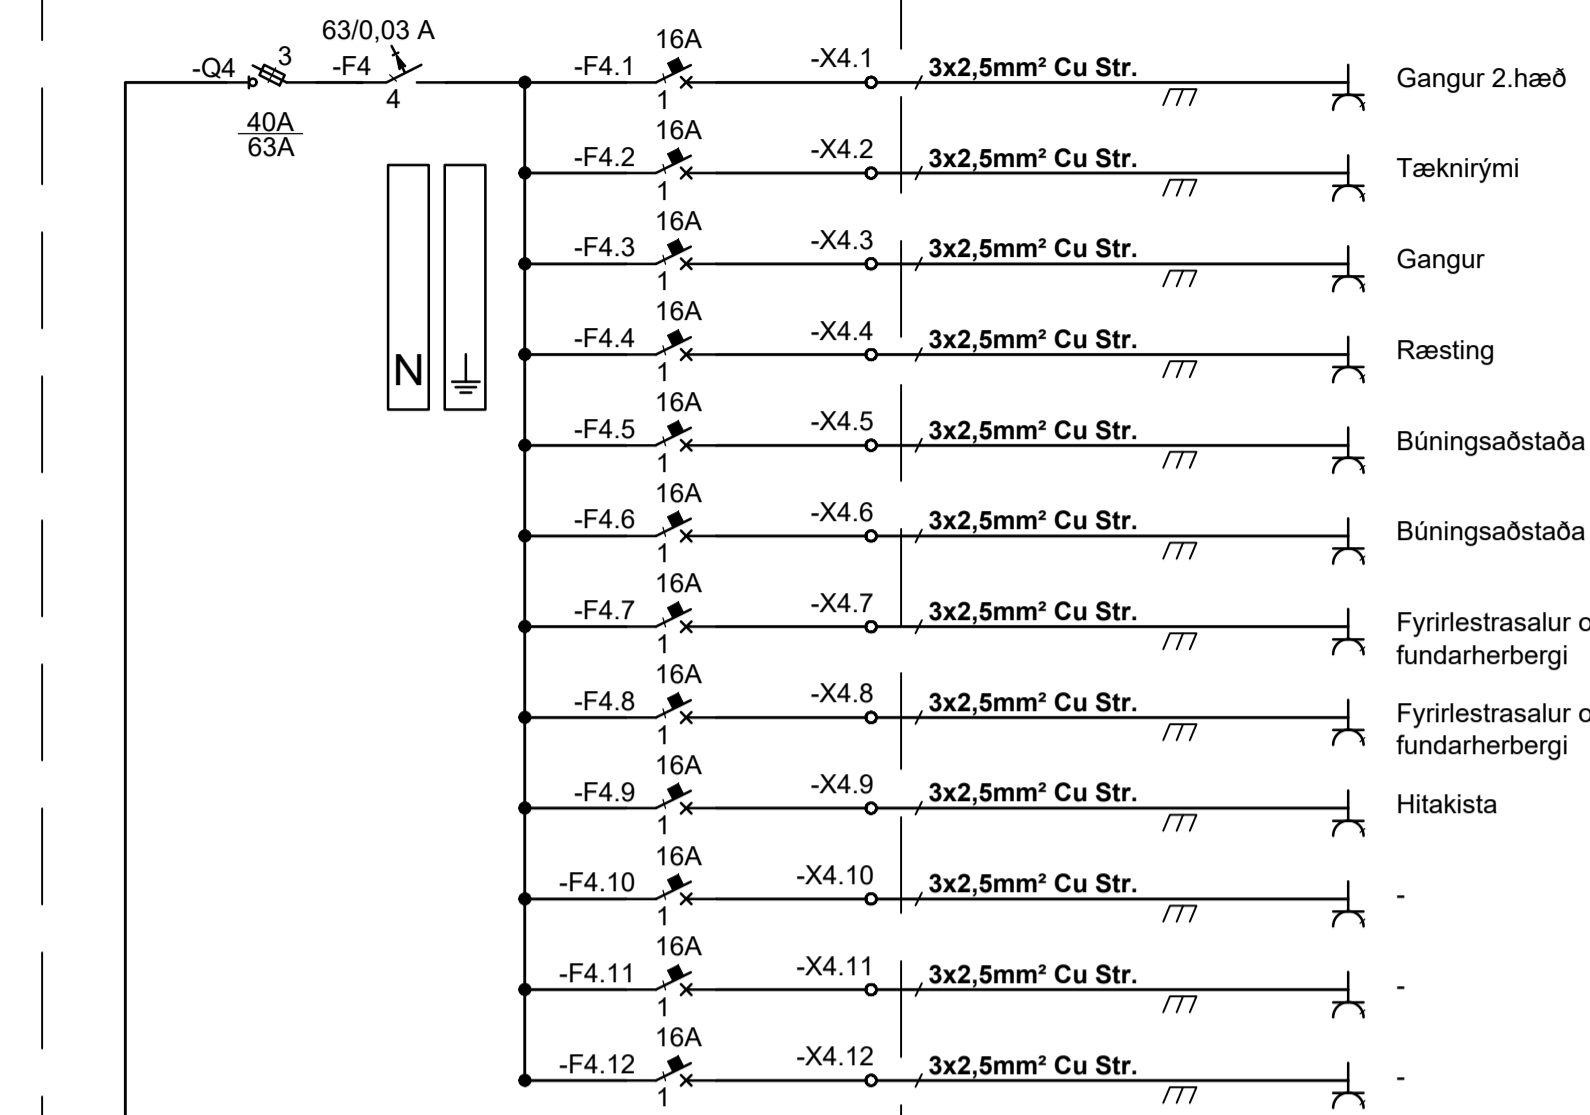 63/0,03 A
-Q4 3 -F4 4
40A
63A
N
16A
-F4.1 1 -X4.1 3x2,5mm² Cu Str. Gangur 2.hæð
16A
-F4.2 1 -X4.2 3x2,5mm² Cu Str. Tæknirými
16A
-F4.3 1 -X4.3 3x2,5mm² Cu Str. Gangur
16A
-F4.4 1 -X4.4 3x2,5mm² Cu Str. Ræsting
16A
-F4.5 1 -X4.5 3x2,5mm² Cu Str. Búningsaðstaða
16A
-F4.6 1 -X4.6 3x2,5mm² Cu Str. Búningsaðstaða
16A
-F4.7 1 -X4.7 3x2,5mm² Cu Str. Fyrirlestrasalur
fundarherbergi
16A
-F4.8 1 -X4.8 3x2,5mm² Cu Str. Fyrirlestrasalur
fundarherbergi
16A
-F4.9 1 -X4.9 3x2,5mm² Cu Str. Hitakista
16A
-F4.10 1 -X4.10 3x2,5mm² Cu Str. -
16A
-F4.11 1 -X4.11 3x2,5mm² Cu Str. -
16A
-F4.12 1 -X4.12 3x2,5mm² Cu Str. -